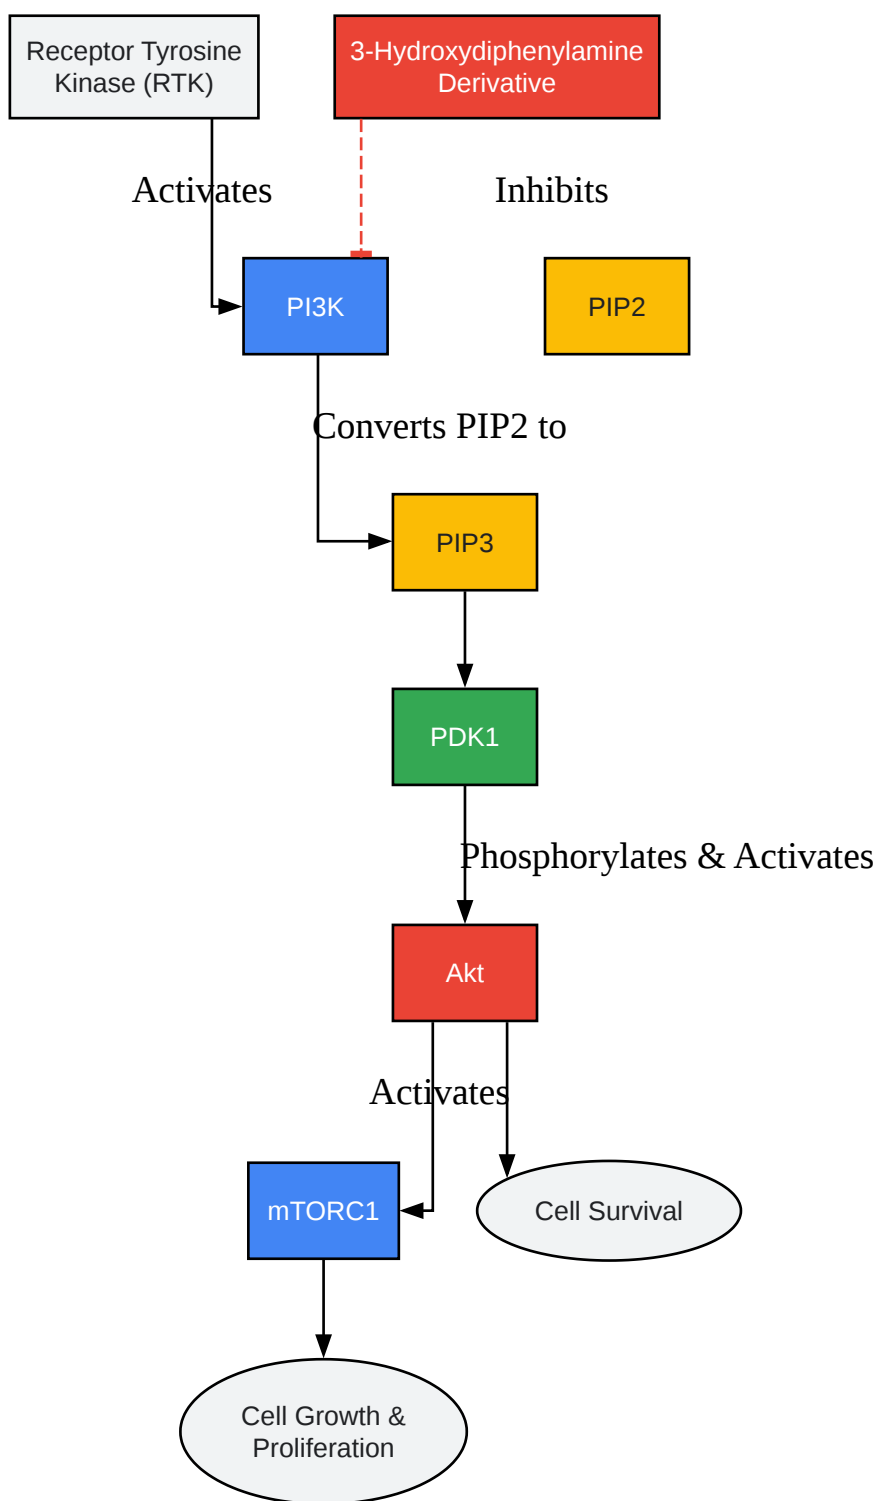 Receptor Tyrosine
Kinase (RTK)
3-Hydroxydiphenylamine
Derivative
Activates
Inhibits
PI3K
PIP2
Converts PIP2 to
PIP3
PDK1
Phosphorylates & Activates
Akt
Activates
mTORC1
Cell Survival
Cell Growth &
Proliferation